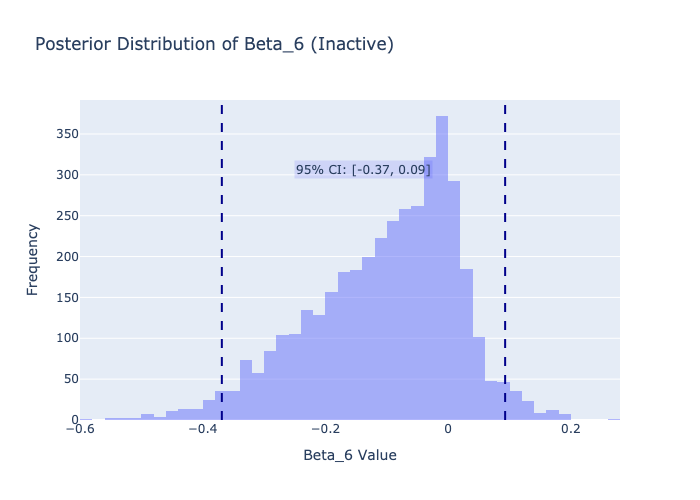 Posterior Distribution of Beta_6 (Inactive)
350
300
250
200
150
100
50
0
95% CI: [-0.37, 0.09]
Frequency
−0.6 −0.4 −0.2 0 0.2
Beta_6 Value